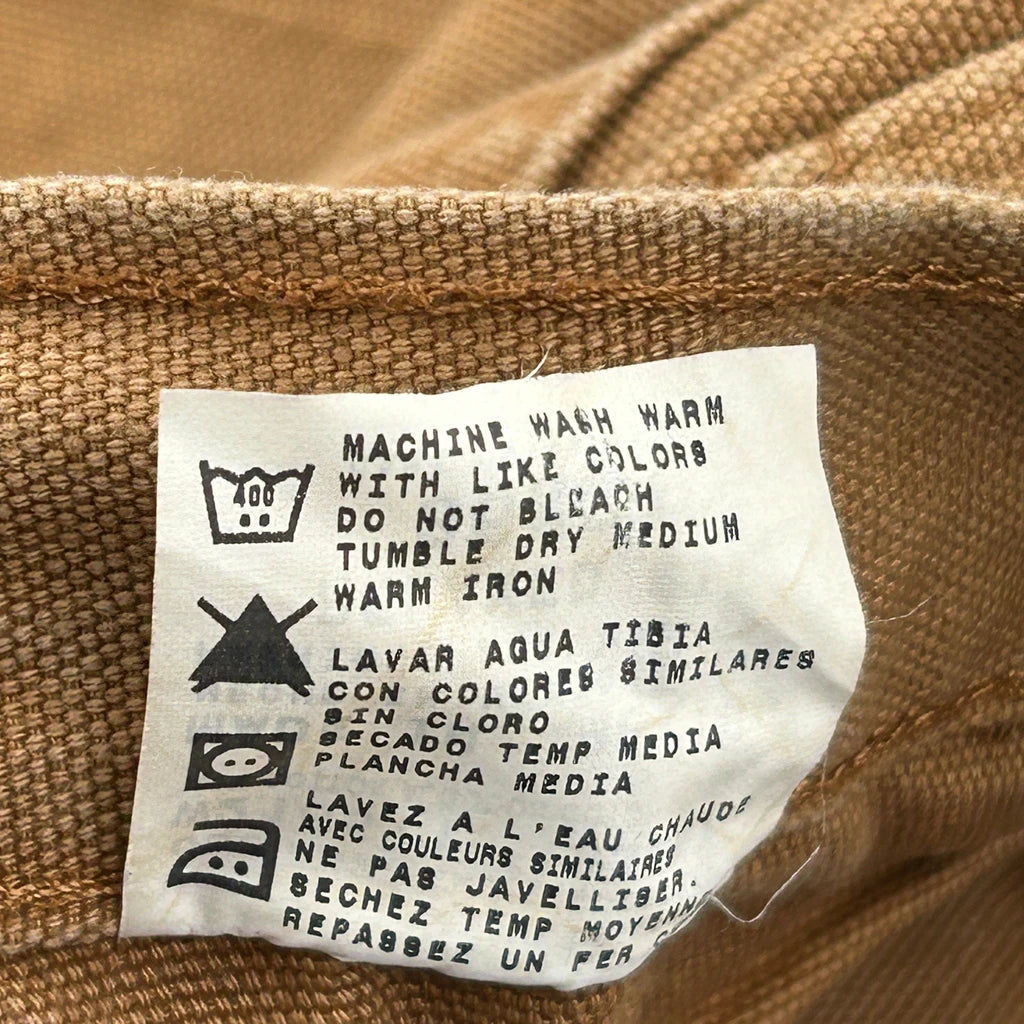 MACHINE WASH WARM
WITH LIKE COLORS
DO NOT BLEACH
TUMBLE DRY MEDIUM
WARM IRON
LAVAR AQUA TIBIA
CON COLORES SIMILARES
SIN CLORO
SECADO TEMP MEDIA
PLANCHA MEDIA
LAVEZ A L'EAU CHAUDE
AVEC COULEURS SIMILAIRES
NE PAS JAVELLISER.
SECHEZ TEMP MOYENNE
REPASSEZ UN FER